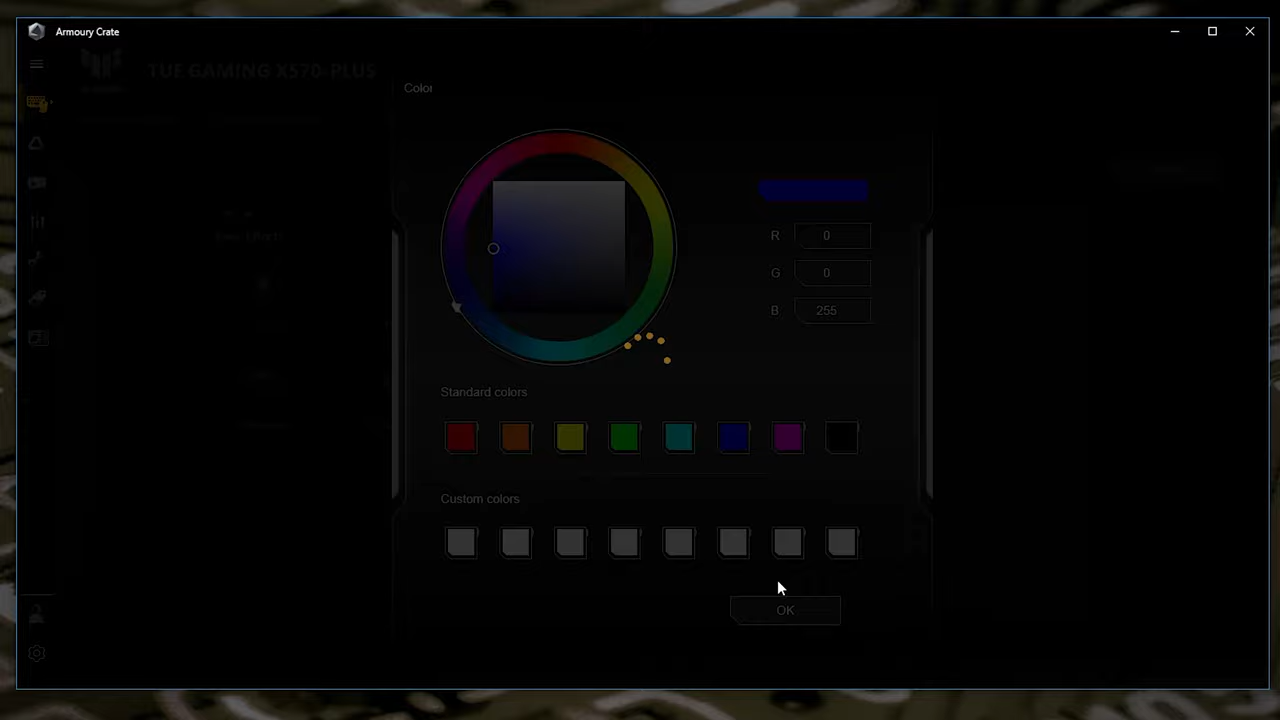 Armoury Crate
TUF GAMING X570-PLUS
Color
R 0
G 0
B 255
Standard colors
Custom colors
OK